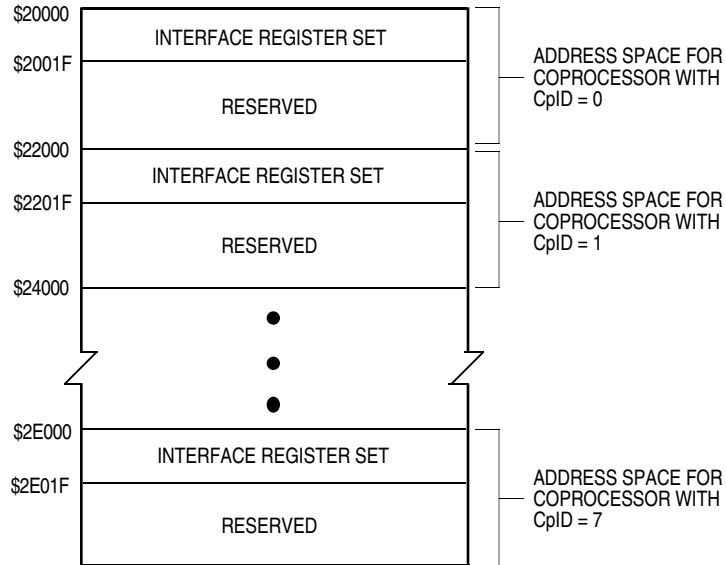 $20000
INTERFACE REGISTER SET
$2001F
ADDRESS SPACE FOR
COPROCESSOR WITH
CpID = 0
RESERVED
$22000
INTERFACE REGISTER SET
$2201F
ADDRESS SPACE FOR
COPROCESSOR WITH
CpID = 1
RESERVED
$24000
$2E000
INTERFACE REGISTER SET
$2E01F
ADDRESS SPACE FOR
COPROCESSOR WITH
CpID = 7
RESERVED